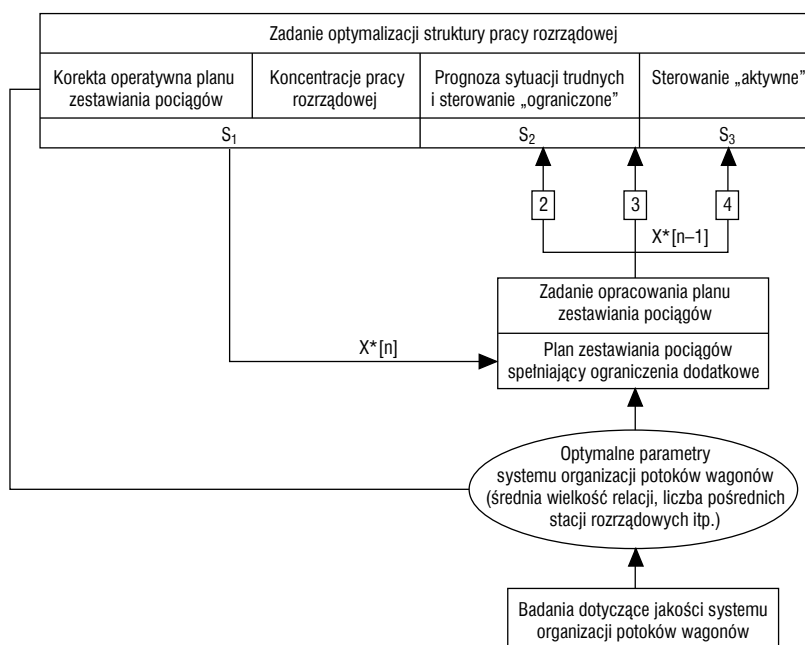 Zadanie optymalizacji struktury pracy rozrządowej
Korekta operatywna planu
zestawiania pociągów
Koncentracje pracy
rozrządowej
Prognoza sytuacji trudnych
i sterowanie „ograniczone”
Sterowanie „aktywne”
S₁
S₂
S₃
2
3
4
X*[n–1]
Zadanie opracowania planu
zestawiania pociągów
X*[n]
Plan zestawiania pociągów
spełniający ograniczenia dodatkowe
Optymalne parametry
systemu organizacji potoków wagonów
(średnia wielkość relacji, liczba pośrednich
stacji rozrządowych itp.)
Badania dotyczące jakości systemu
organizacji potoków wagonów